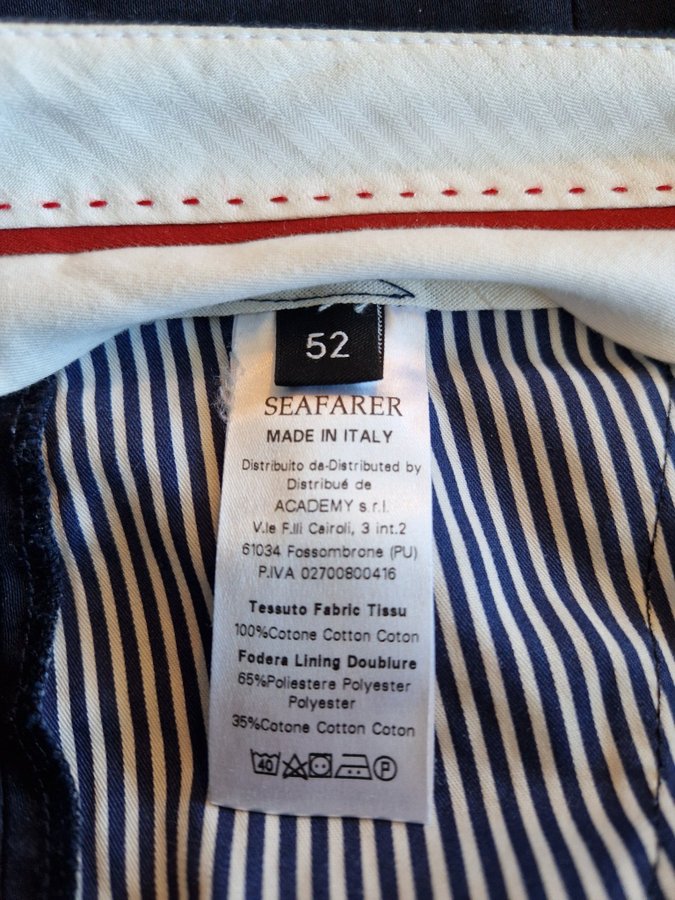 52
SEAFARER
MADE IN ITALY
Distribuito da-Distributed by
Distribué de
ACADEMY s.r.l.
V.le F.lli Cairoli, 3 int.2
61034 Fossombrone (PU)
P.IVA 02700800416
Tessuto Fabric Tissu
100%Cotone Cotton Coton
Fodera Lining Doublure
65%Poliestere Polyester
Polyester
35%Cotone Cotton Coton
40 P